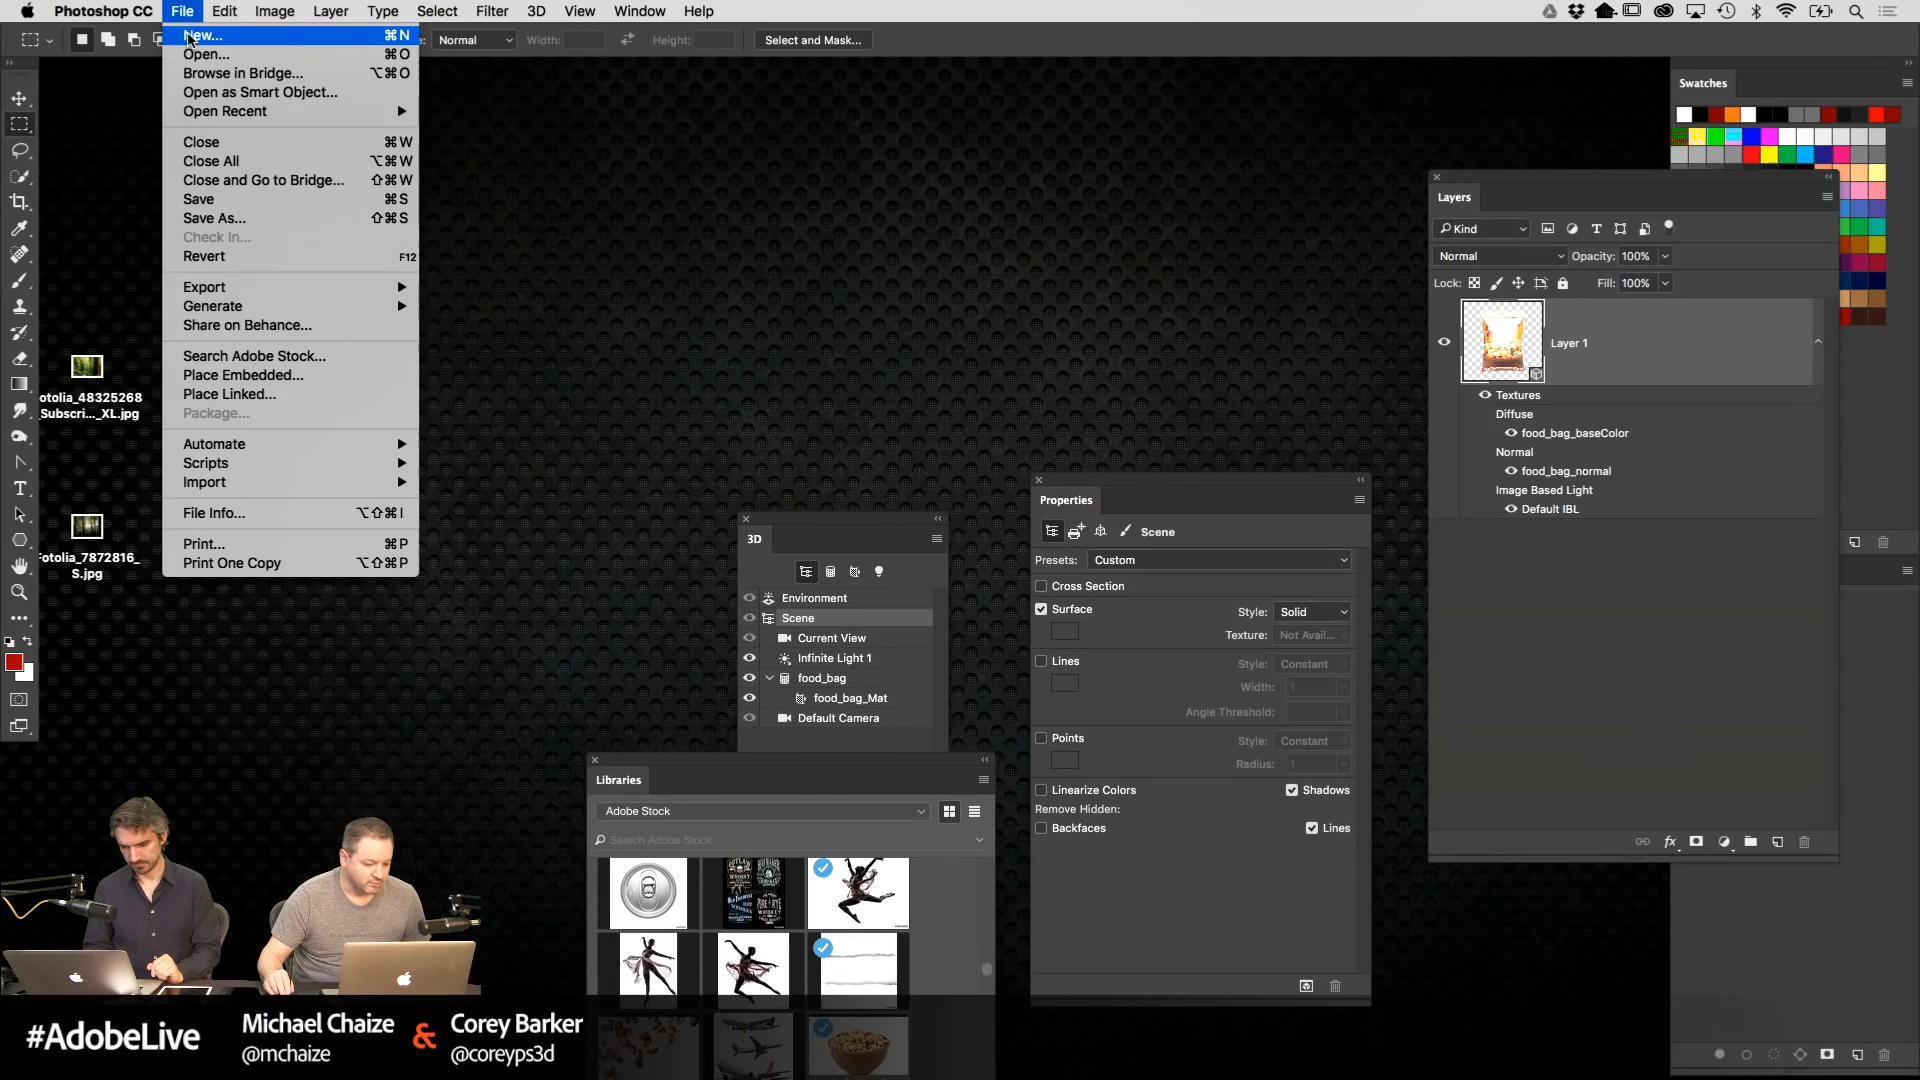 Photoshop CC File Edit Image Layer Type Select Filter 3D View Window Help
New... ⌘N
Open... ⌘O
Browse in Bridge... ⌥⌘O
Open as Smart Object...
Open Recent
Close ⌘W
Close All ⌥⌘W
Close and Go to Bridge... ⇧⌘W
Save ⌘S
Save As... ⇧⌘S
Check In...
Revert F12
Export
Generate
Share on Behance...
Search Adobe Stock...
Place Embedded...
Place Linked...
Package...
Automate
Scripts
Import
File Info... ⌥⇧⌘I
Print... ⌘P
Print One Copy ⌥⇧⌘P
Normal Width: Height: Select and Mask...
otolia_48325268
_Subscri..._XL.jpg
Fotolia_7872816_
S.jpg
Swatches
Layers
Kind
Normal Opacity: 100%
Lock: Fill: 100%
Layer 1
Textures
Diffuse
food_bag_baseColor
Normal
food_bag_normal
Image Based Light
Default IBL
3D
Environment
Scene
Current View
Infinite Light 1
food_bag
food_bag_Mat
Default Camera
Properties
Scene
Presets: Custom
Cross Section
Surface Style: Solid
Texture: Not Avail...
Lines Style: Constant
Width: 1
Angle Threshold:
Points Style: Constant
Radius: 1
Linearize Colors Shadows
Remove Hidden:
Backfaces Lines
Libraries
Adobe Stock
Search Adobe Stock
#AdobeLive
Michael Chaize & Corey Barker
@mchaize @coreyps3d